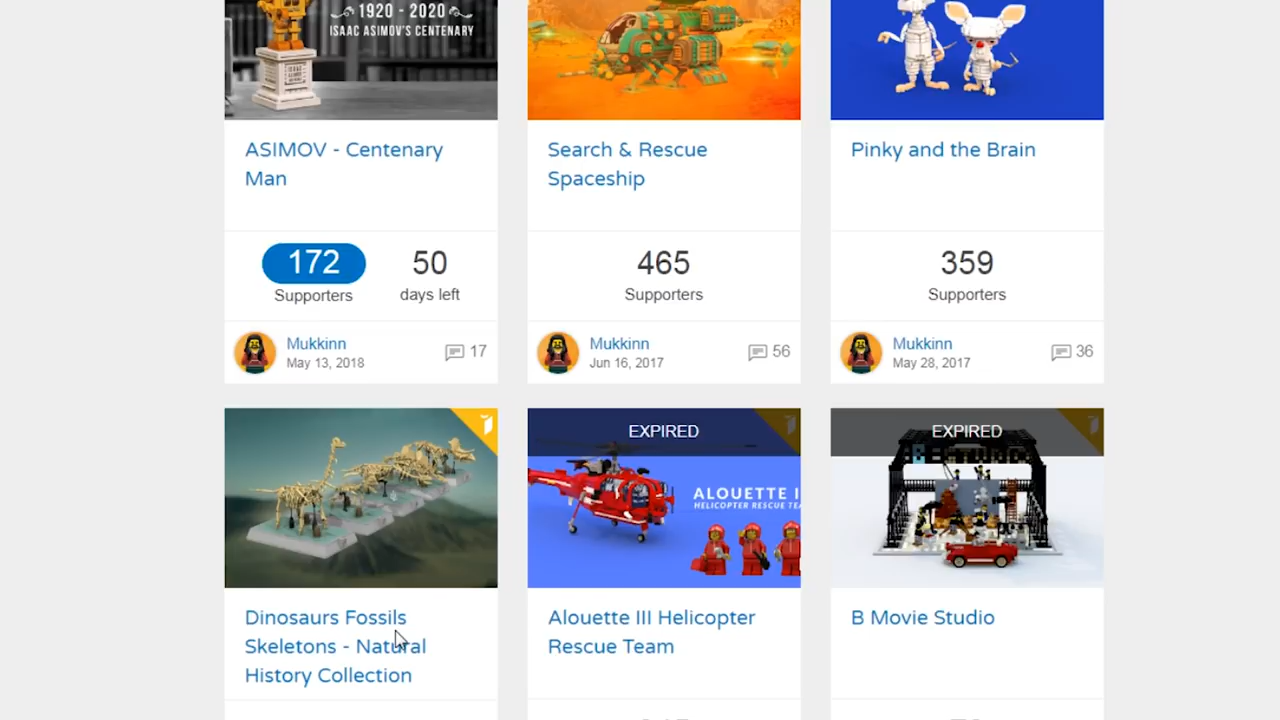 1920 - 2020
ISAAC ASIMOV'S CENTENARY
ASIMOV - Centenary
Man
172
Supporters
50
days left
Mukkinn
May 13, 2018
17
Search & Rescue
Spaceship
465
Supporters
Mukkinn
Jun 16, 2017
56
Pinky and the Brain
359
Supporters
Mukkinn
May 28, 2017
36
Dinosaurs Fossils
Skeletons - Natural
History Collection
EXPIRED
ALOUETTE I
HELICOPTER RESCUE TEA
Alouette III Helicopter
Rescue Team
EXPIRED
B Movie Studio